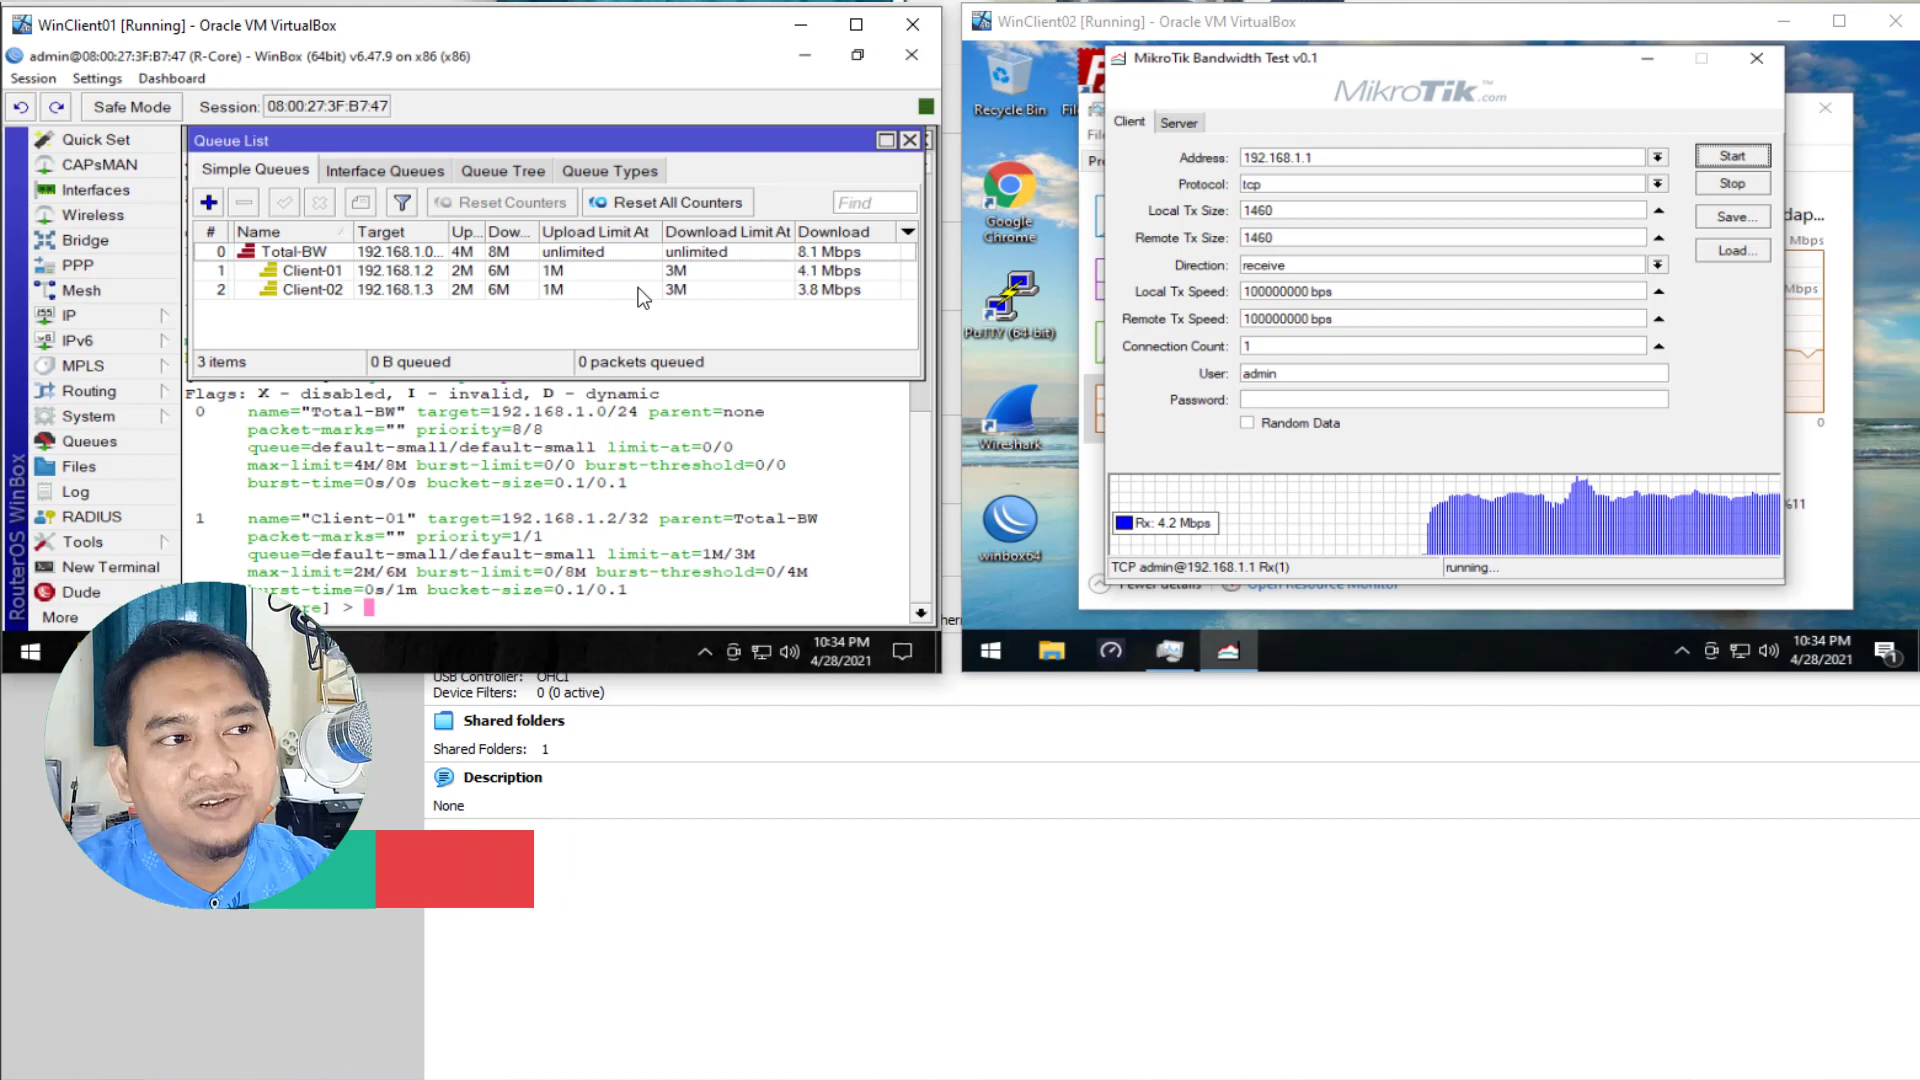 WinClient01 [Running] - Oracle VM VirtualBox
admin@08:00:27:3F:B7:47 (R-Core) - WinBox (64bit) v6.47.9 on x86 (x86)
Session Settings Dashboard
Safe Mode Session: 08:00:27:3F:B7:47
RouterOS WinBox
Quick Set
CAPsMAN
Interfaces
Wireless
Bridge
PPP
Mesh
IP
IPv6
MPLS
Routing
System
Queues
Files
Log
RADIUS
Tools
New Terminal
Dude
More
Queue List
Simple Queues Interface Queues Queue Tree Queue Types
Reset Counters Reset All Counters Find
# Name Target Up... Dow... Upload Limit At Download Limit At Download
0 Total-BW 192.168.1.0... 4M 8M unlimited unlimited 8.1 Mbps
1 Client-01 192.168.1.2 2M 6M 1M 3M 4.1 Mbps
2 Client-02 192.168.1.3 2M 6M 1M 3M 3.8 Mbps
3 items 0 B queued 0 packets queued
Flags: X - disabled, I - invalid, D - dynamic
0 name="Total-BW" target=192.168.1.0/24 parent=none
packet-marks="" priority=8/8
queue=default-small/default-small limit-at=0/0
max-limit=4M/8M burst-limit=0/0 burst-threshold=0/0
burst-time=0s/0s bucket-size=0.1/0.1
1 name="Client-01" target=192.168.1.2/32 parent=Total-BW
packet-marks="" priority=1/1
queue=default-small/default-small limit-at=1M/3M
max-limit=2M/6M burst-limit=0/8M burst-threshold=0/4M
burst-time=0s/1m bucket-size=0.1/0.1
re] >
10:34 PM
4/28/2021
USB Controller: OHCI
Device Filters: 0 (0 active)
Shared folders
Shared Folders: 1
Description
None
WinClient02 [Running] - Oracle VM VirtualBox
Recycle Bin
Google Chrome
PuTTY (64-bit)
Wireshark
winbox64
MikroTik Bandwidth Test v0.1
MikroTik.com
Client Server
Address: 192.168.1.1 Start
Protocol: tcp Stop
Local Tx Size: 1460 Save...
Remote Tx Size: 1460
Load...
Direction: receive
Local Tx Speed: 100000000 bps
Remote Tx Speed: 100000000 bps
Connection Count: 1
User: admin
Password:
Random Data
Rx: 4.2 Mbps
TCP admin@192.168.1.1 Rx(1) running...
dap...
Mbps
Mbps
0
%11
Fewer details Open Resource Monitor
10:34 PM
4/28/2021
1